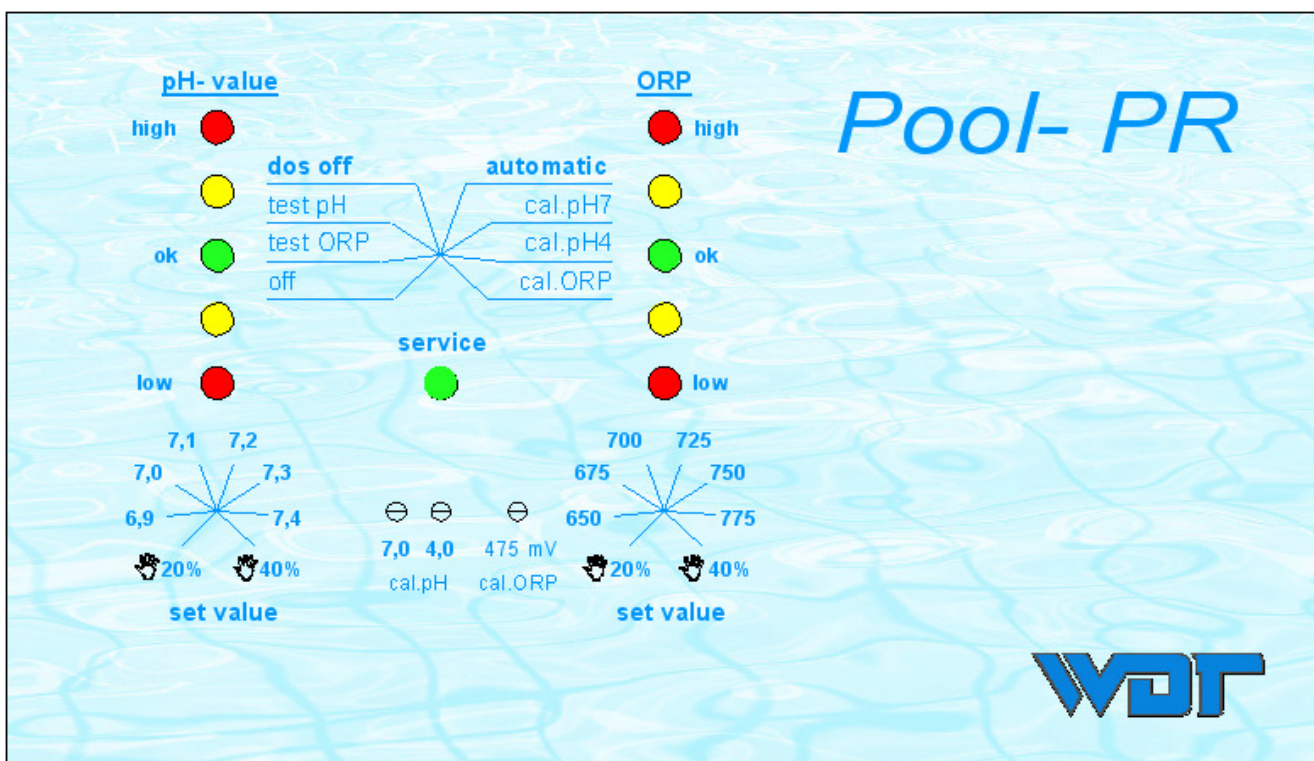 pH- value
high
ok
low
dos off
test pH
test ORP
off
automatic
cal.pH7
cal.pH4
cal.ORP
service
ORP
high
ok
low
Pool- PR
6,9
7,0
7,1
7,2
7,3
7,4
20%
40%
set value
7,0 4,0 475 mV
cal.pH cal.ORP
650
675
700
725
750
775
20%
40%
set value
WDT